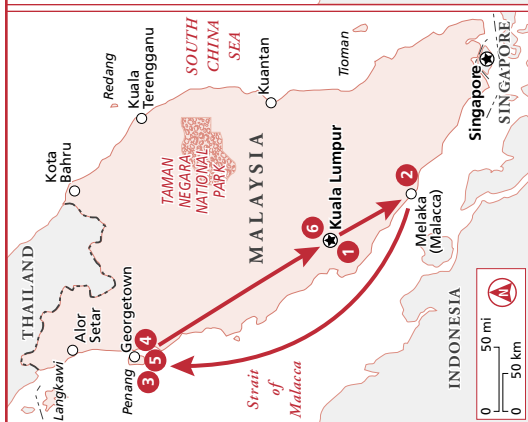 THAILAND
Langkawi
Alor
Setar
Kota
Bahru
Redang
Kuala
Terengganu
SOUTH
CHINA
SEA
Penang
Georgetown
TAMAN
NEGARA
NATIONAL
PARK
Kuantan
Tioman
3
4
5
MALAYSIA
Strait
of
Malacca
6
Kuala Lumpur
1
2
Melaka
(Malacca)
INDONESIA
Singapore
SINGAPORE
N
0
50 mi
0
50 km